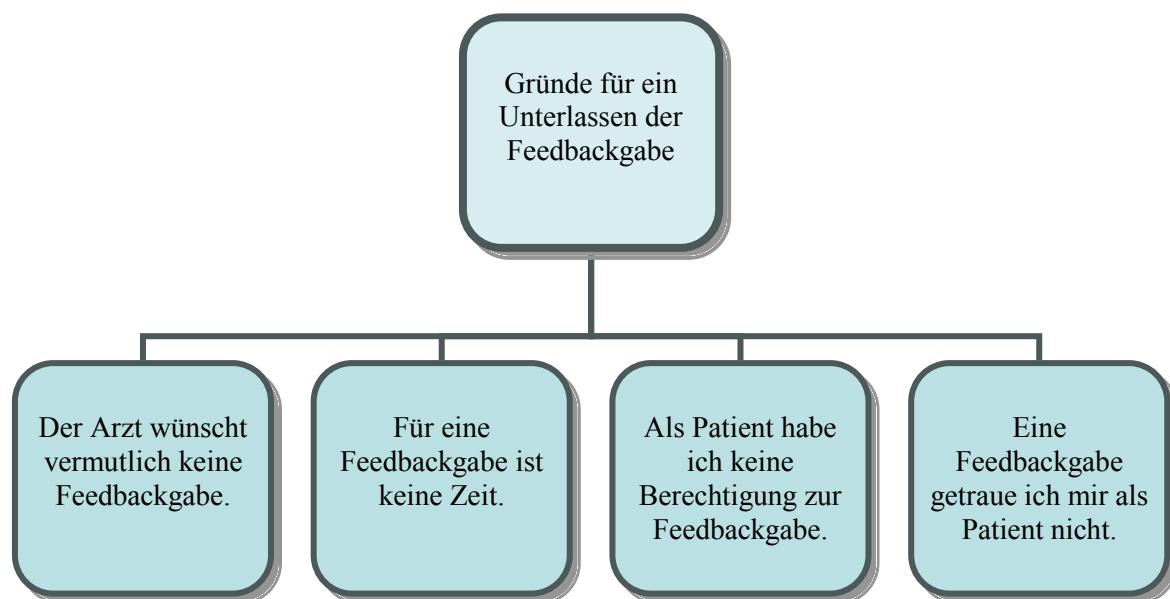 Gründe für ein
Unterlassen der
Feedbackgabe
Der Arzt wünscht
vermutlich keine
Feedbackgabe.
Für eine
Feedbackgabe ist
keine Zeit.
Als Patient habe
ich keine
Berechtigung zur
Feedbackgabe.
Eine
Feedbackgabe
getraue ich mir als
Patient nicht.